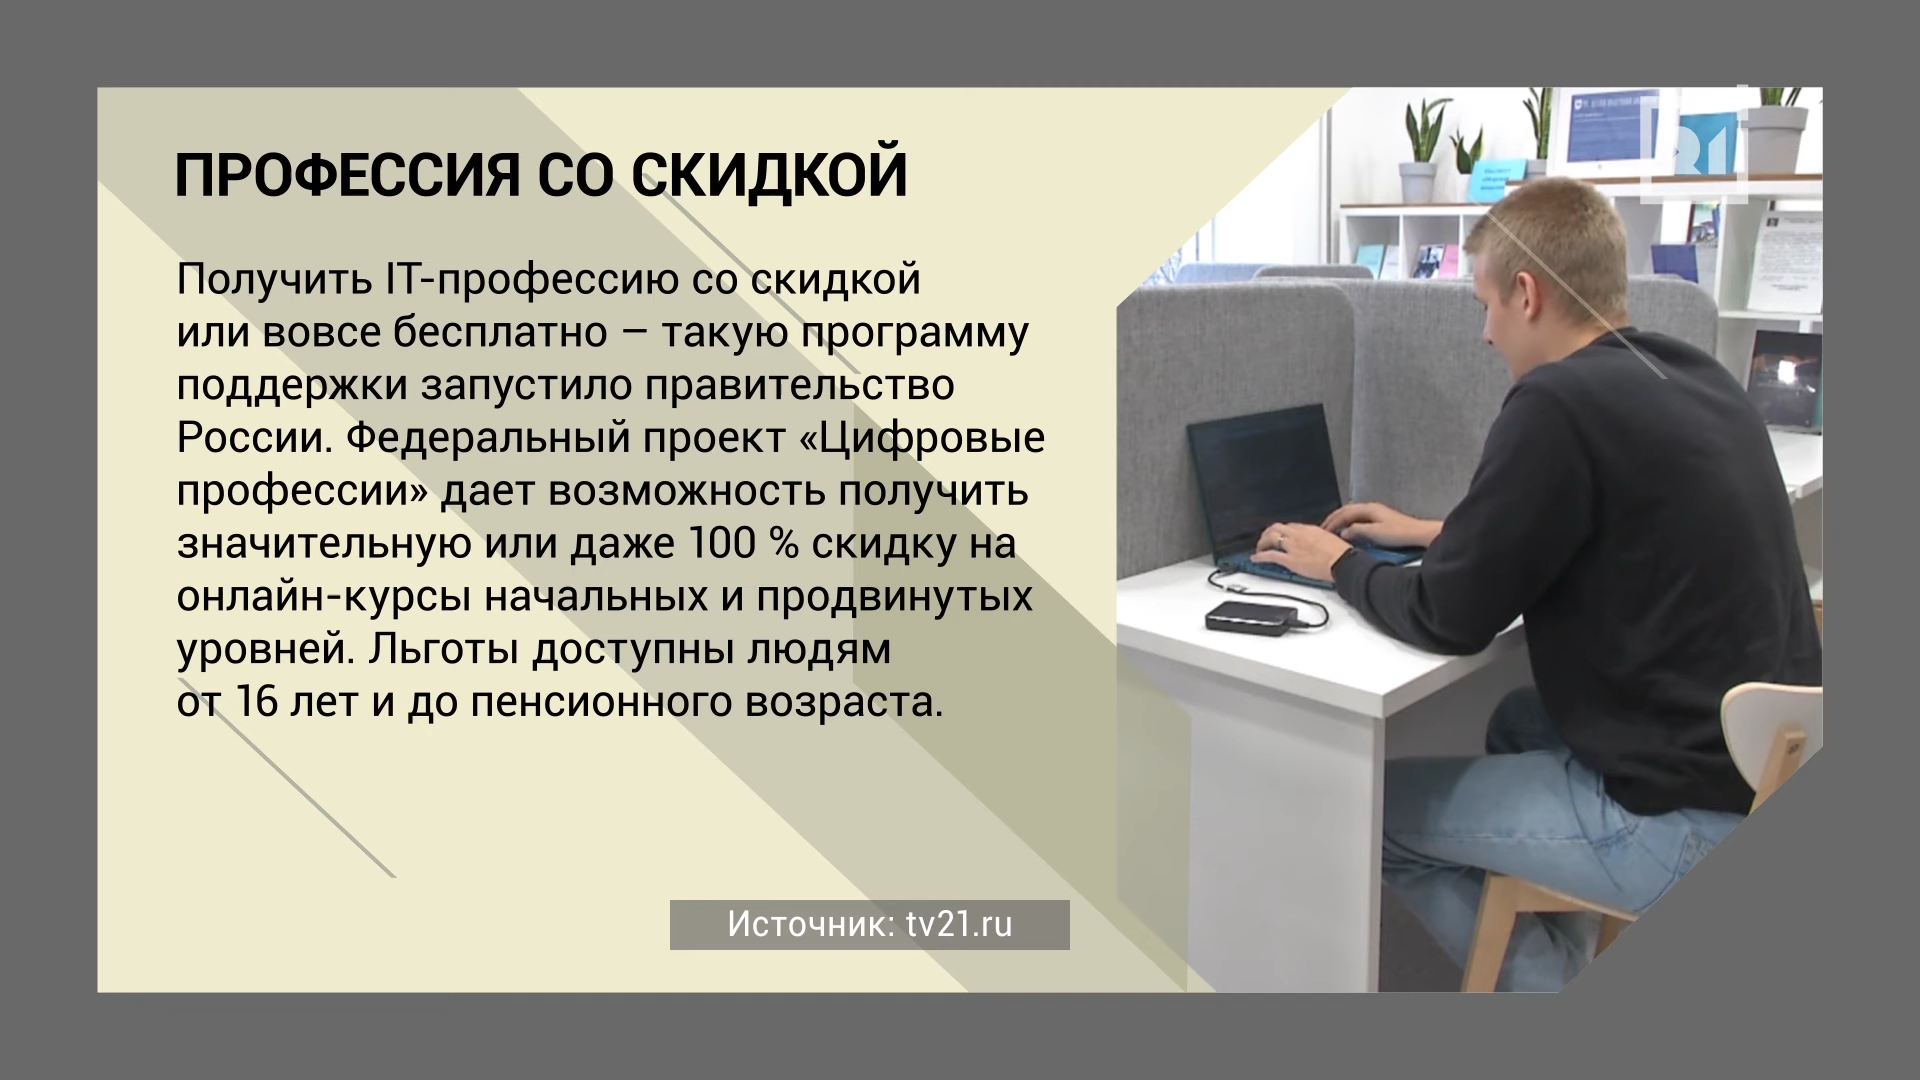 ПРОФЕССИЯ СО СКИДКОЙ
Получить IT-профессию со скидкой
или вовсе бесплатно – такую программу
поддержки запустило правительство
России. Федеральный проект «Цифровые
профессии» дает возможность получить
значительную или даже 100 % скидку на
онлайн-курсы начальных и продвинутых
уровней. Льготы доступны людям
от 16 лет и до пенсионного возраста.
Источник: tv21.ru